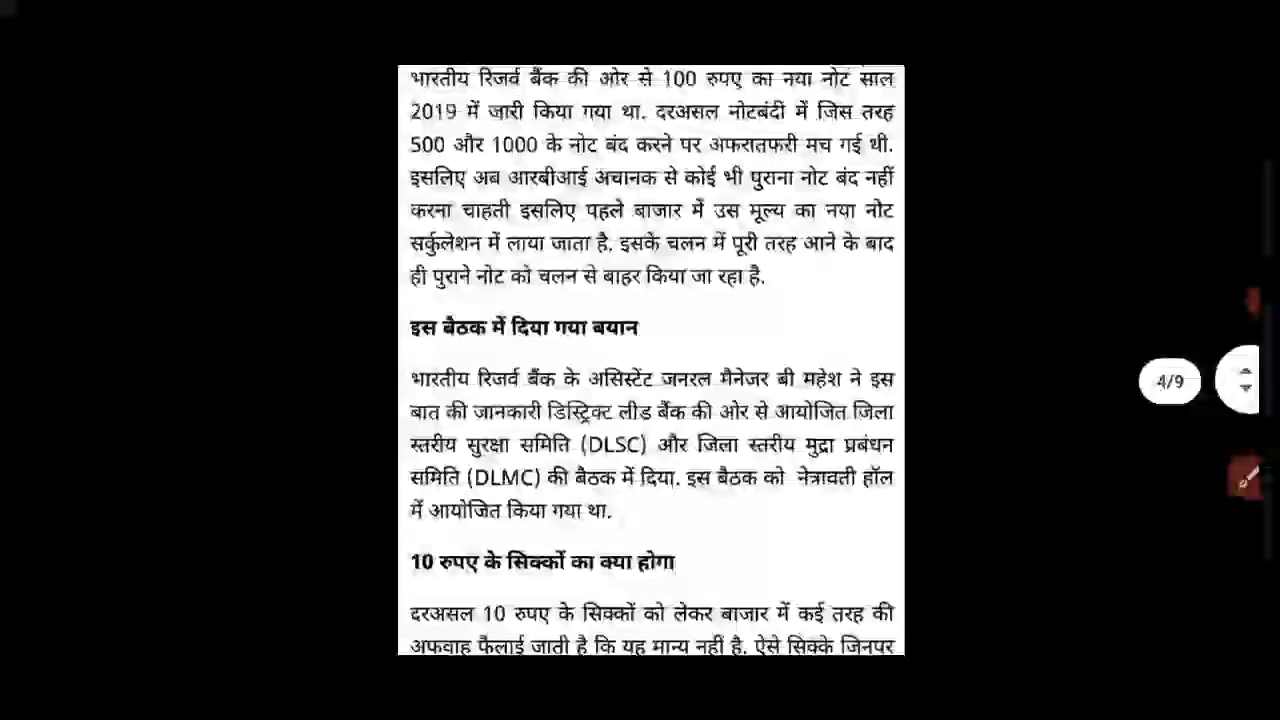 भारतीय रिजर्व बैंक की ओर से 100 रुपए का नया नोट साल
2019 में जारी किया गया था. दरअसल नोटबंदी में जिस तरह
500 और 1000 के नोट बंद करने पर अफरातफरी मच गई थी.
इसलिए अब आरबीआई अचानक से कोई भी पुराना नोट बंद नहीं
करना चाहती इसलिए पहले बाजार में उस मूल्य का नया नोट
सर्कुलेशन में लाया जाता है. इसके चलन में पूरी तरह आने के बाद
ही पुराने नोट को चलन से बाहर किया जा रहा है.
इस बैठक में दिया गया बयान
भारतीय रिजर्व बैंक के असिस्टेंट जनरल मैनेजर बी महेश ने इस
बात की जानकारी डिस्ट्रिक्ट लीड बैंक की ओर से आयोजित जिला
स्तरीय सुरक्षा समिति (DLSC) और जिला स्तरीय मुद्रा प्रबंधन
समिति (DLMC) की बैठक में दिया. इस बैठक को नेत्रावती हॉल
में आयोजित किया गया था.
10 रुपए के सिक्कों का क्या होगा
दरअसल 10 रुपए के सिक्कों को लेकर बाजार में कई तरह की
अफवाह फैलाई जाती है कि यह मान्य नहीं है. ऐसे सिक्के जिनपर
4/9